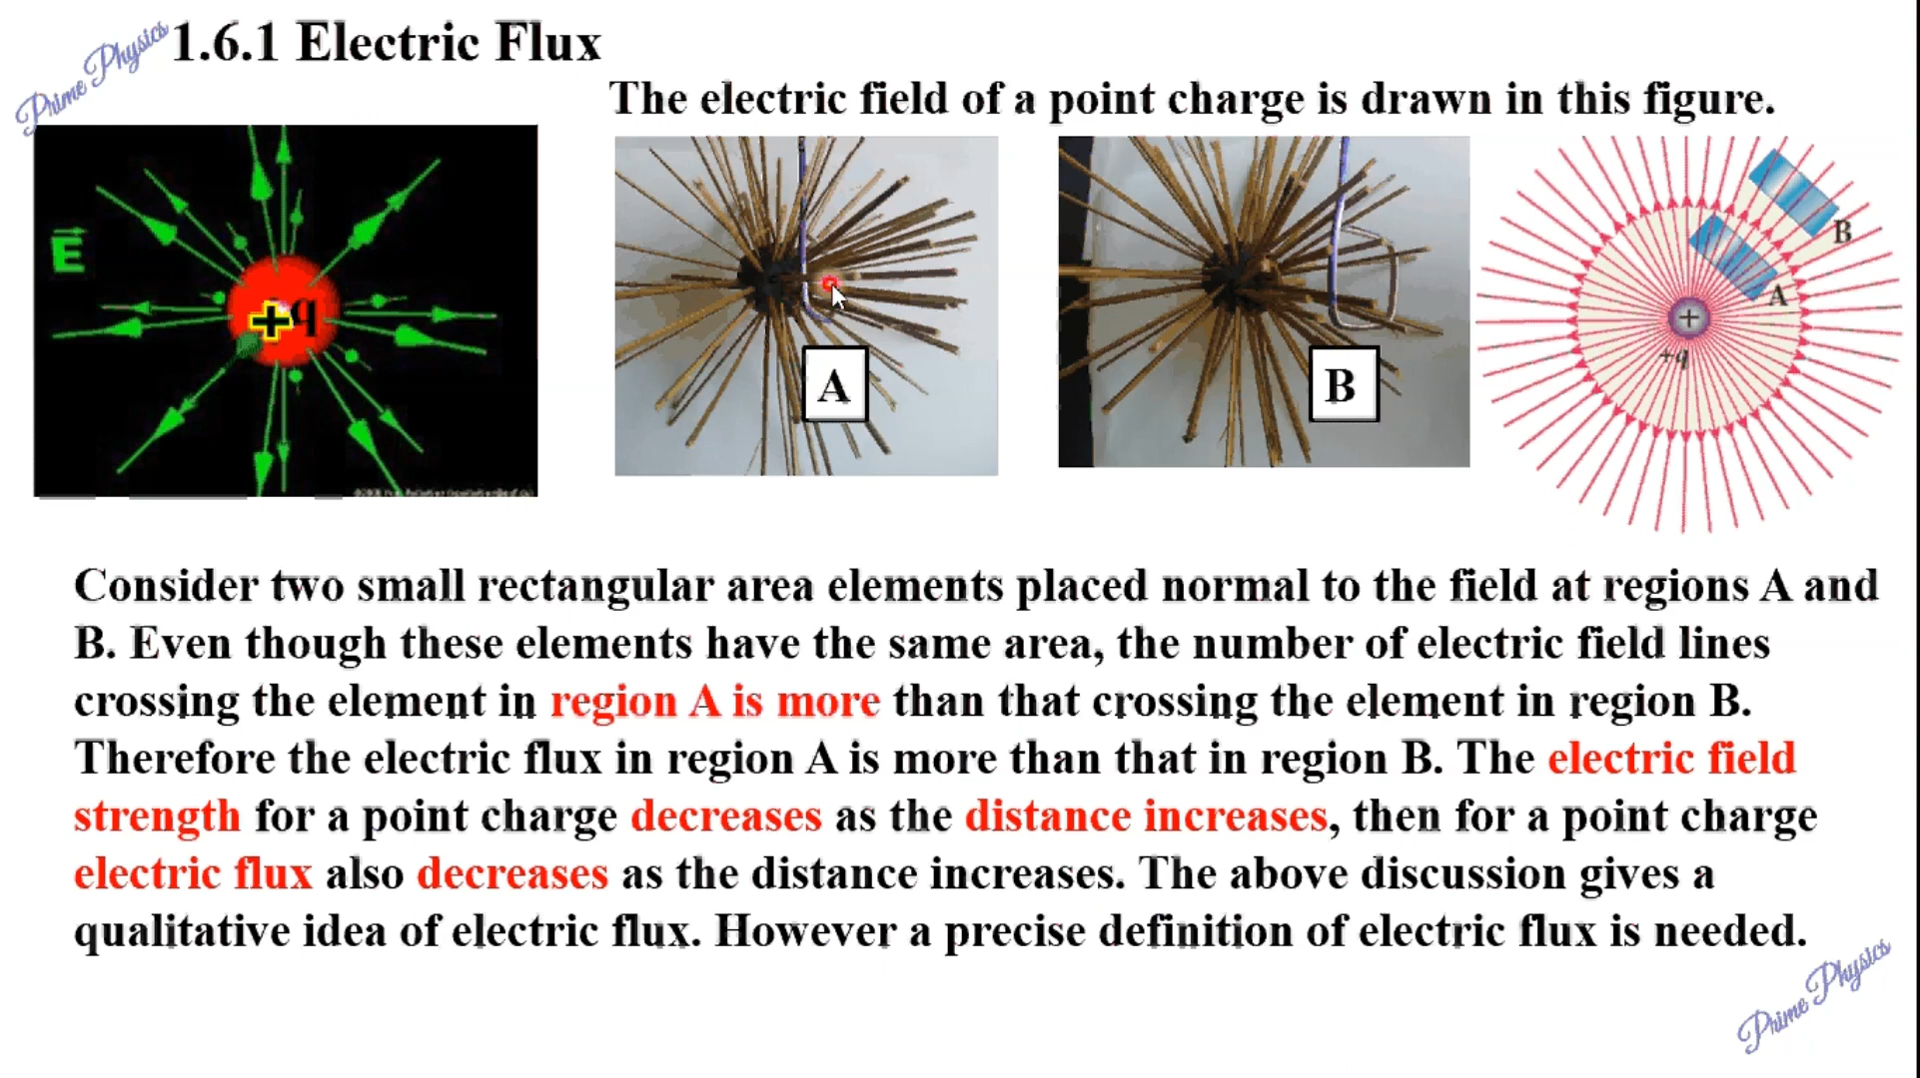 Prime Physics
1.6.1 Electric Flux
The electric field of a point charge is drawn in this figure.
E
+q
A
B
B
A
+
+q
Consider two small rectangular area elements placed normal to the field at regions A and
B. Even though these elements have the same area, the number of electric field lines
crossing the element in region A is more than that crossing the element in region B.
Therefore the electric flux in region A is more than that in region B. The electric field
strength for a point charge decreases as the distance increases, then for a point charge
electric flux also decreases as the distance increases. The above discussion gives a
qualitative idea of electric flux. However a precise definition of electric flux is needed.
Prime Physics